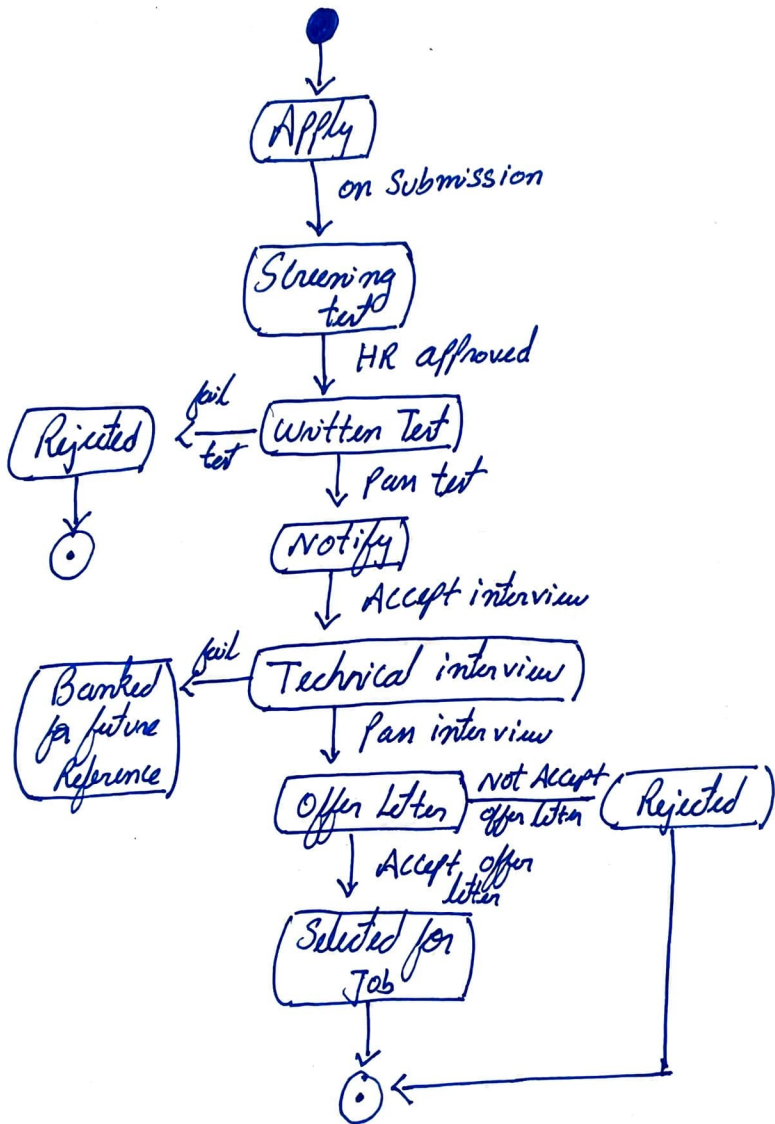 Apply
on Submission
Screening
test
HR approved
fail
test
Rejected
Written Test
Pass test
Notify
Accept interview
fail
Banked
for future
Reference
Technical interview
Pass interview
Offer Letter
Not Accept
offer letter
Rejected
Accept offer
letter
Selected for
Job